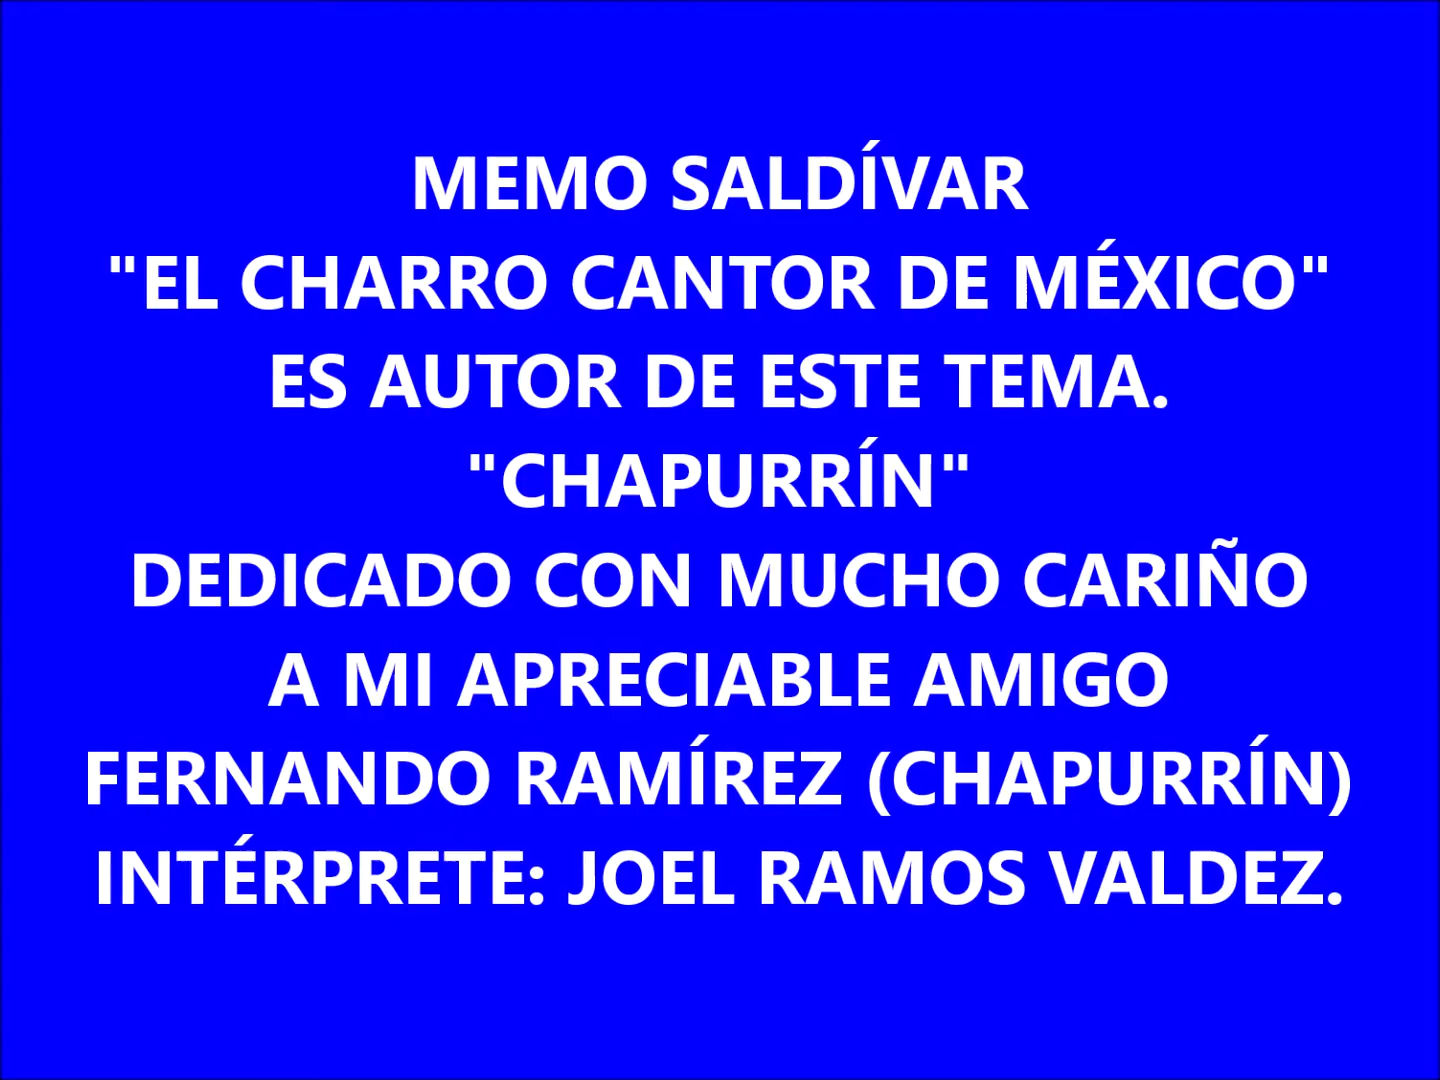 MEMO SALDÍVAR
"EL CHARRO CANTOR DE MÉXICO"
ES AUTOR DE ESTE TEMA.
"CHAPURRÍN"
DEDICADO CON MUCHO CARIÑO
A MI APRECIABLE AMIGO
FERNANDO RAMÍREZ (CHAPURRÍN)
INTÉRPRETE: JOEL RAMOS VALDEZ.